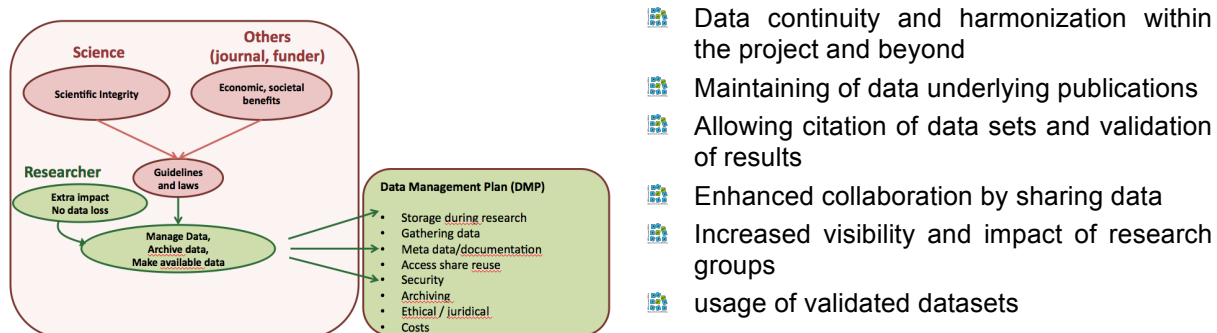 Science
Others
(journal, funder)
Scientific Integrity
Economic, societal
benefits
Guidelines
and laws
Researcher
Extra impact
No data loss
Manage Data,
Archive data,
Make available data
Data Management Plan (DMP)
• Storage during research
• Gathering data
• Meta data/documentation
• Access share reuse
• Security
• Archiving
• Ethical / juridical
• Costs
Data continuity and harmonization within
the project and beyond
Maintaining of data underlying publications
Allowing citation of data sets and validation
of results
Enhanced collaboration by sharing data
Increased visibility and impact of research
groups
usage of validated datasets